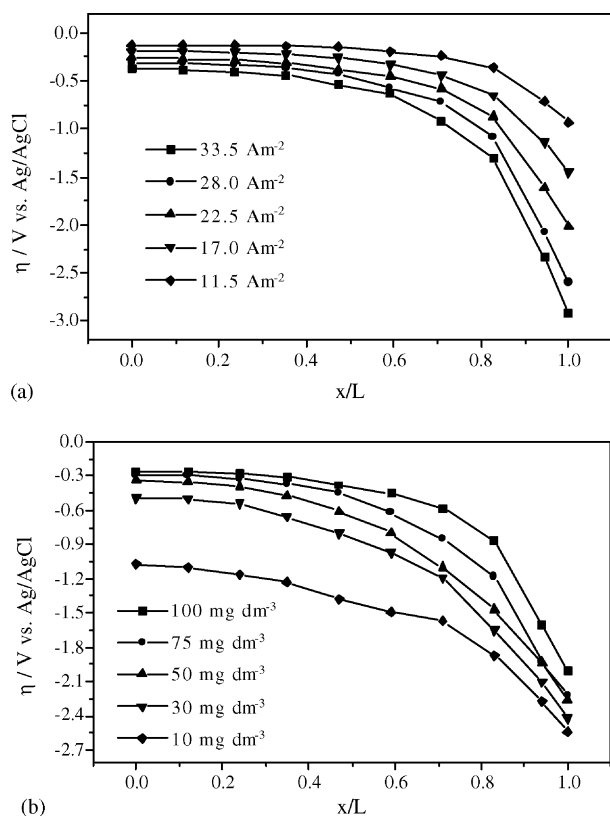 0.0
-0.5
-1.0
-1.5
-2.0
-2.5
-3.0
η / V vs. Ag/AgCl
33.5 Am⁻²
28.0 Am⁻²
22.5 Am⁻²
17.0 Am⁻²
11.5 Am⁻²
0.0 0.2 0.4 0.6 0.8 1.0
(a)
x/L
0.0
-0.3
-0.6
-0.9
-1.2
-1.5
-1.8
-2.1
-2.4
-2.7
η / V vs. Ag/AgCl
100 mg dm⁻³
75 mg dm⁻³
50 mg dm⁻³
30 mg dm⁻³
10 mg dm⁻³
0.0 0.2 0.4 0.6 0.8 1.0
(b)
x/L